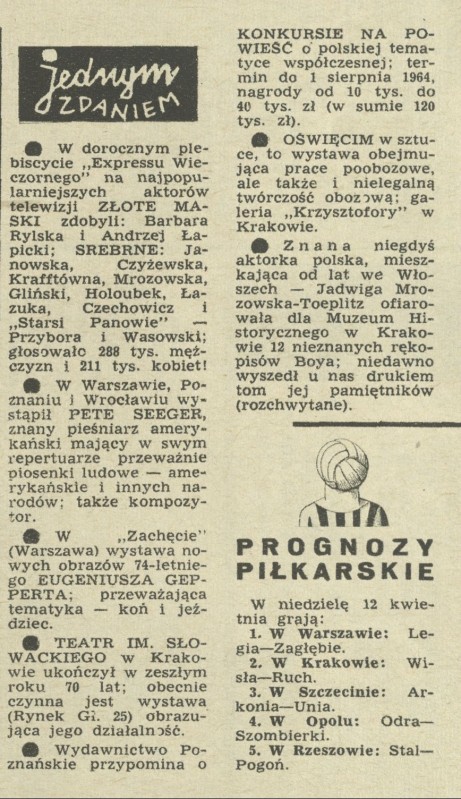 jednym
ZDANIEM
● W dorocznym ple-
biscycie „Expressu Wie-
czornego" na najpopu-
larniejszych aktorów
telewizji ZŁOTE MA-
SKI zdobyli: Barbara
Rylska i Andrzej Ła-
picki; SREBRNE: Ja-
nowska, Czyżewska,
Krafftówna, Mrozowska,
Gliński, Holoubek, Ła-
zuka, Czechowicz i
„Starsi Panowie" —
Przybora i Wasowski;
głosowało 288 tys. męż-
czyzn i 211 tys. kobiet!
● W Warszawie, Po-
znaniu i Wrocławiu wy-
stąpił PETE SEEGER,
znany pieśniarz amery-
kański mający w swym
repertuarze przeważnie
piosenki ludowe — ame-
rykańskie i innych na-
rodów; także kompozy-
tor.
● W „Zachęcie"
(Warszawa) wystawa no-
wych obrazów 74-letnie-
go EUGENIUSZA GEP-
PERTA; przeważająca
tematyka — koń i jeź-
dziec.
● TEATR IM. SŁO-
WACKIEGO w Krako-
wie ukończył w zeszłym
roku 70 lat; obecnie
czynna jest wystawa
(Rynek Gł. 25) obrazu-
jąca jego działalność.
● Wydawnictwo Po-
znańskie przypomina o
KONKURSIE NA PO-
WIEŚĆ o polskiej tema-
tyce współczesnej; ter-
min do 1 sierpnia 1964,
nagrody od 10 tys. do
40 tys. zł (w sumie 120
tys. zł).
● OŚWIĘCIM w sztu-
ce, to wystawa obejmu-
jąca prace poobozowe,
ale także i nielegalną
twórczość obozową; ga-
leria „Krzysztofory" w
Krakowie.
● Znana niegdyś
aktorka polska, miesz-
kająca od lat we Wło-
szech — Jadwiga Mro-
zowska-Toeplitz ofiaro-
wała dla Muzeum Hi-
storycznego w Krako-
wie 12 nieznanych ręko-
pisów Boya; niedawno
wyszedł u nas drukiem
tom jej pamiętników
(rozchwytane).
PROGNOZY
PIŁKARSKIE
W niedzielę 12 kwie-
tnia grają:
1. W Warszawie: Le-
gia—Zagłębie.
2. W Krakowie: Wi-
sła—Ruch.
3. W Szczecinie: Ar-
konia—Unia.
4. W Opolu: Odra—
Szombierki.
5. W Rzeszowie: Stal—
Pogoń.